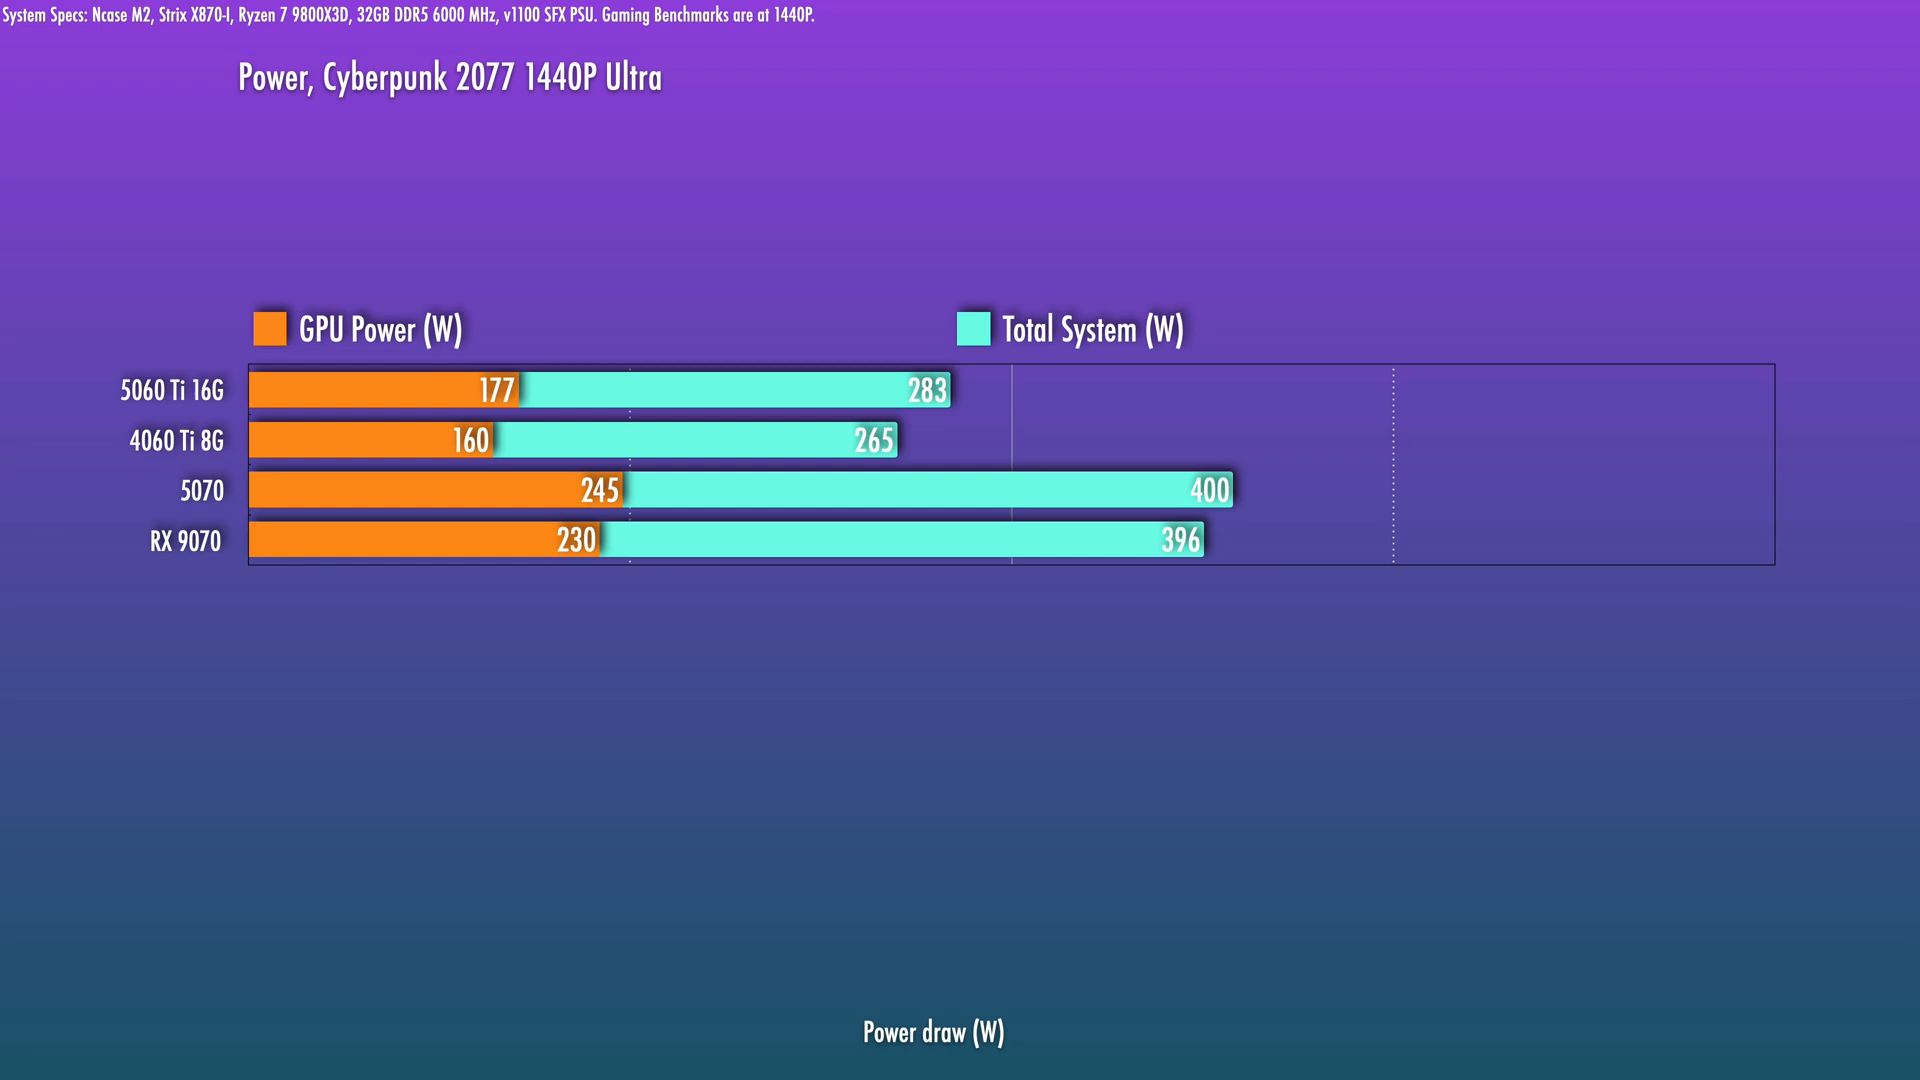 System Specs: Ncase M2, Strix X870-I, Ryzen 7 9800X3D, 32GB DDR5 6000 MHz, v1100 SFX PSU. Gaming Benchmarks are at 1440P.
Power, Cyberpunk 2077 1440P Ultra
GPU Power (W)
Total System (W)
5060 Ti 16G 177 283
4060 Ti 8G 160 265
5070 245 400
RX 9070 230 396
Power draw (W)